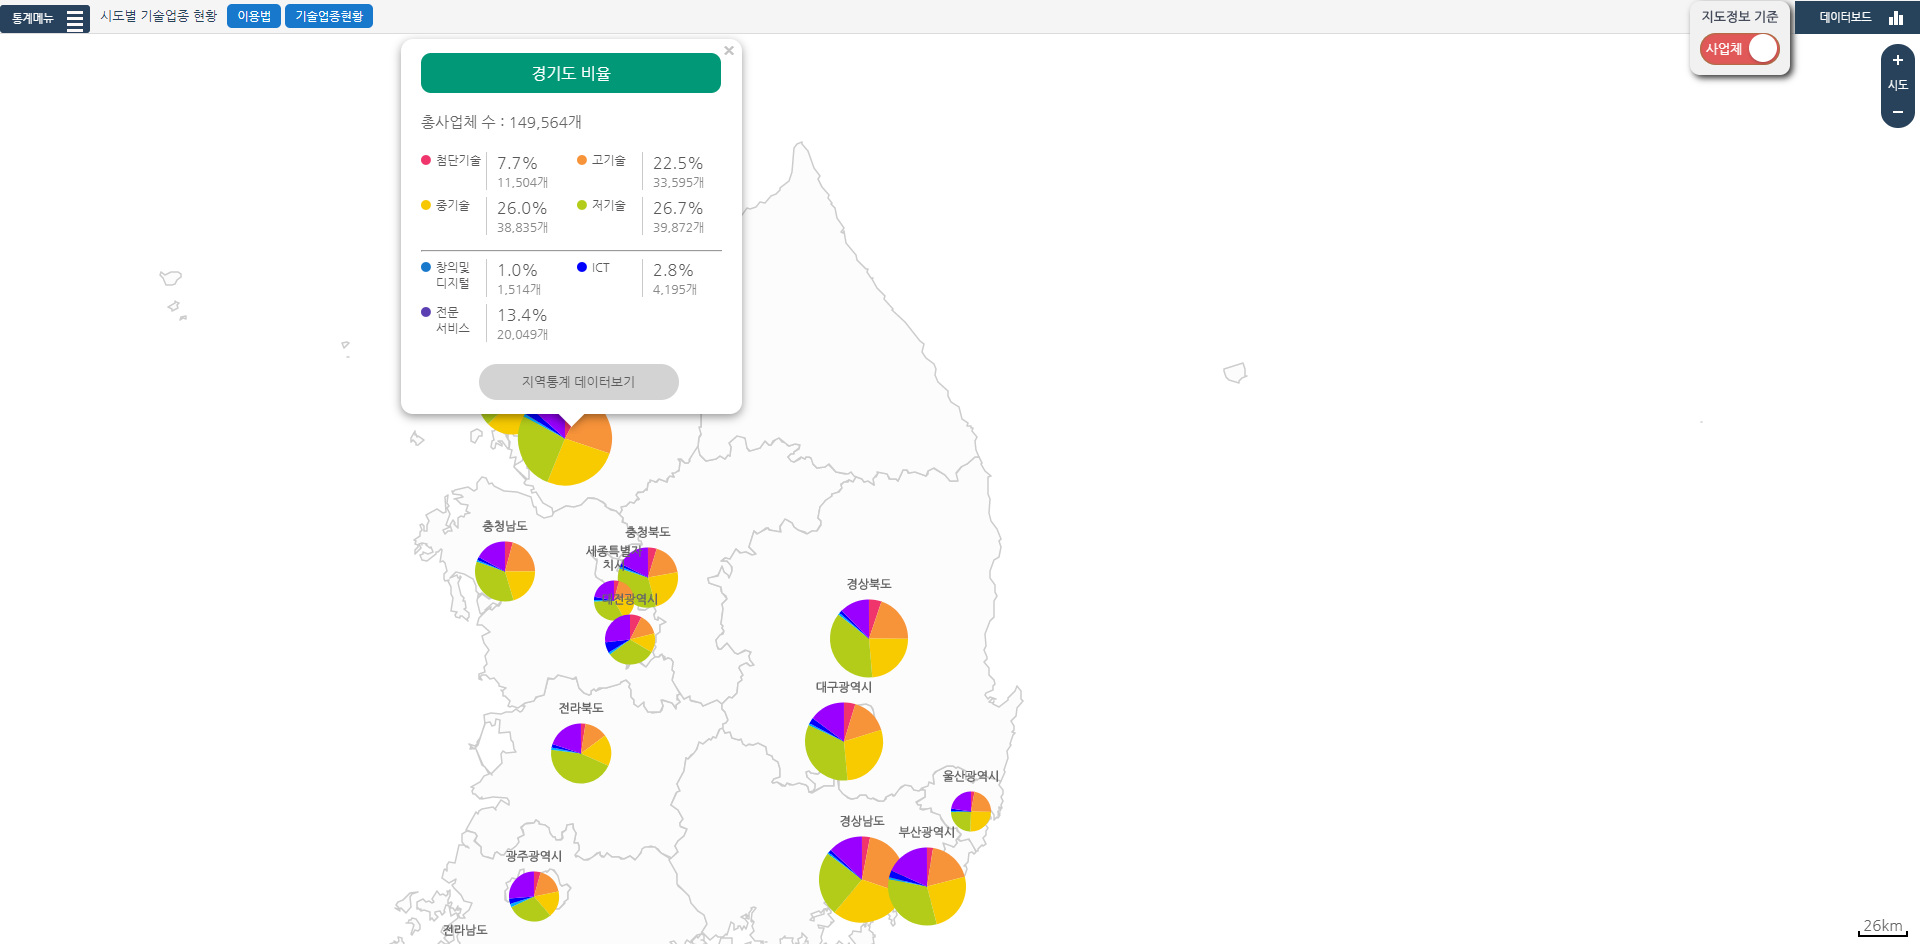 통계메뉴
시도별 기술업종 현황
이용법
기술업종현황
지도정보 기준
사업체
데이터보드
+
시도
−
×
경기도 비율
총사업체 수 : 149,564개
첨단기술
7.7%
11,504개
고기술
22.5%
33,595개
중기술
26.0%
38,835개
저기술
26.7%
39,872개
창의및
디지털
1.0%
1,514개
ICT
2.8%
4,195개
전문
서비스
13.4%
20,049개
지역통계 데이터보기
충청남도
충청북도
세종특별자
치시
대전광역시
경상북도
대구광역시
전라북도
울산광역시
경상남도
부산광역시
광주광역시
전라남도
26km